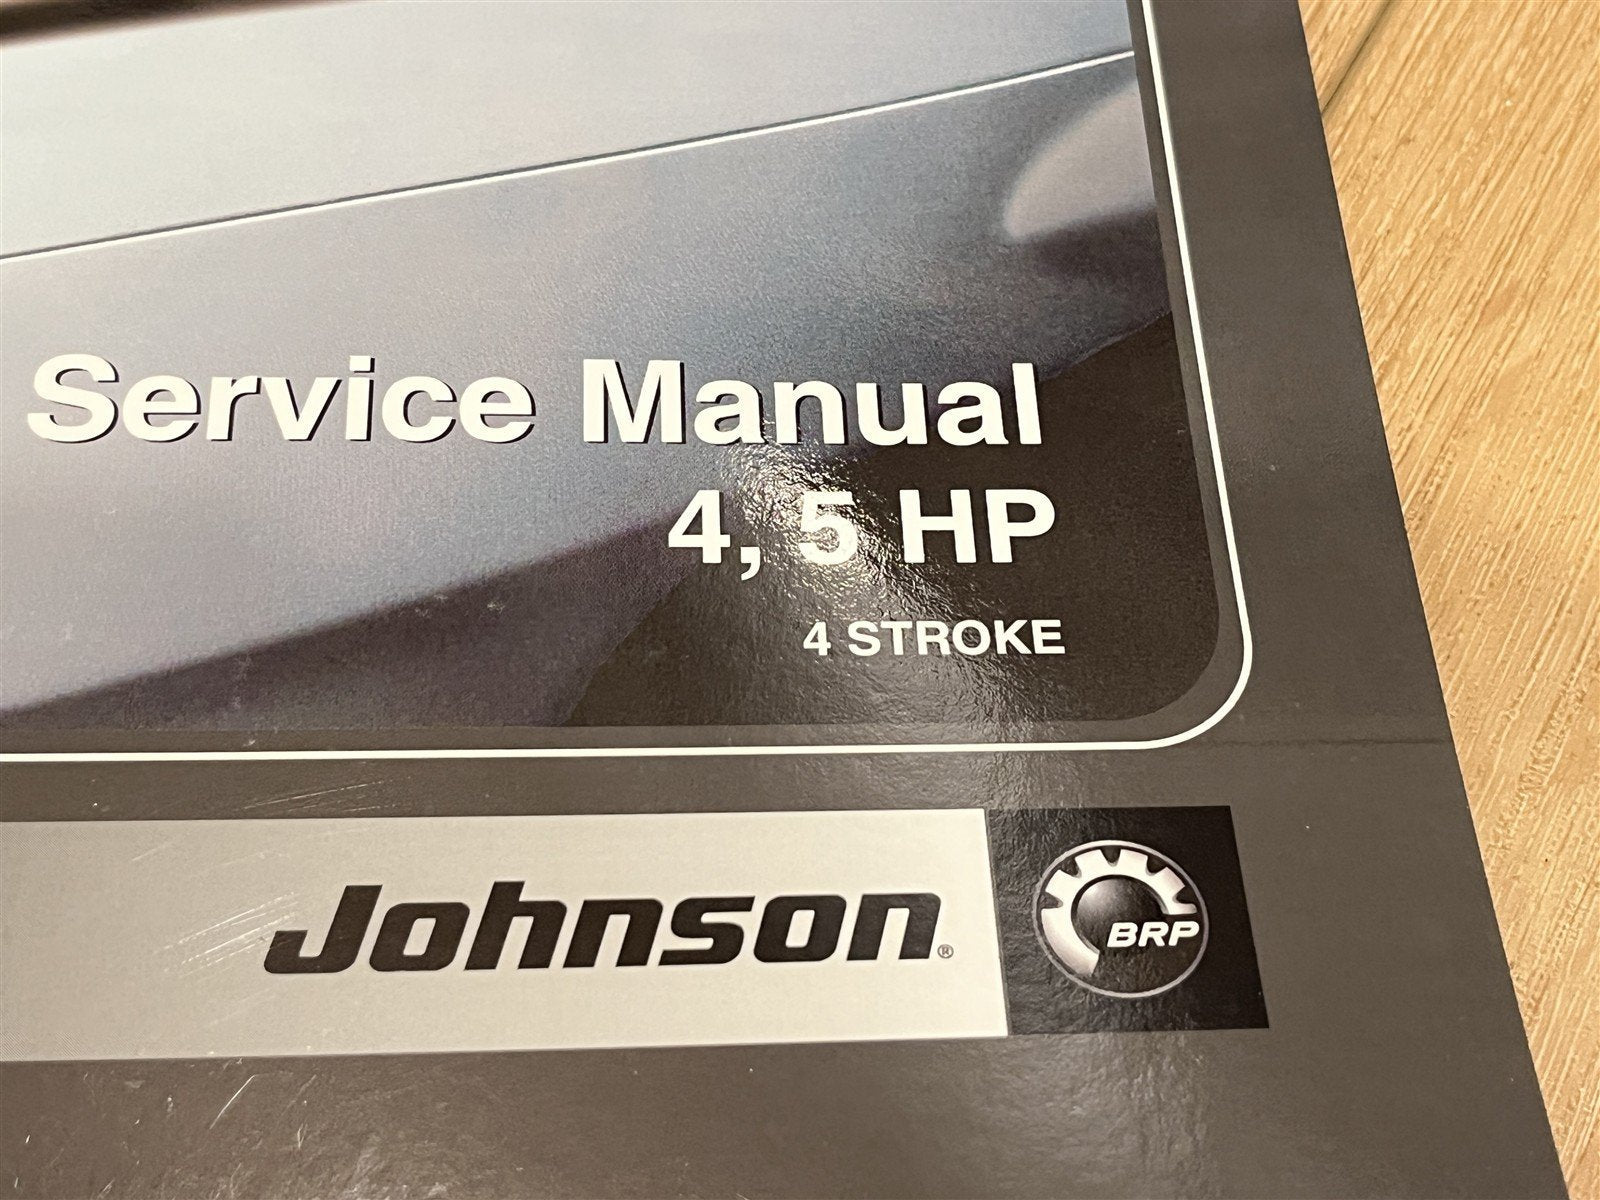 Service Manual
4, 5 HP
4 STROKE
Johnson®
BRP